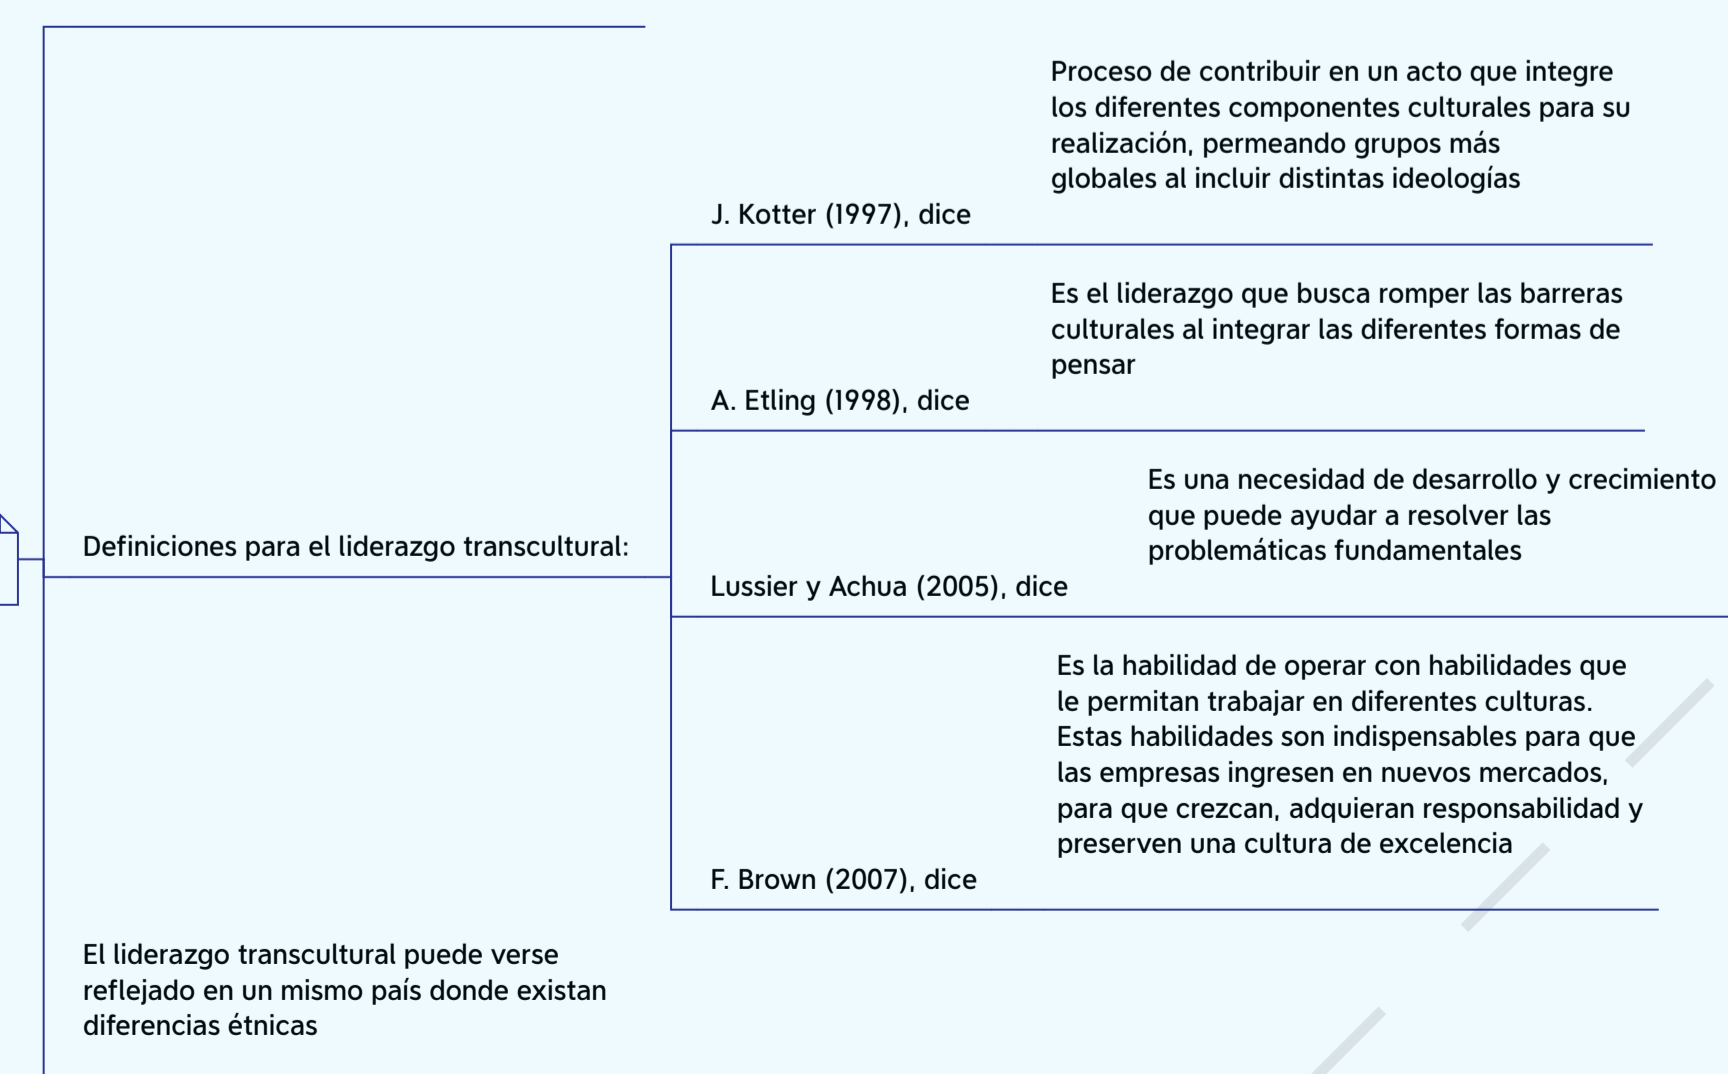 Proceso de contribuir en un acto que integre
los diferentes componentes culturales para su
realización, permeando grupos más
globales al incluir distintas ideologías
J. Kotter (1997), dice
Es el liderazgo que busca romper las barreras
culturales al integrar las diferentes formas de
pensar
A. Etling (1998), dice
Es una necesidad de desarrollo y crecimiento
que puede ayudar a resolver las
problemáticas fundamentales
Definiciones para el liderazgo transcultural:
Lussier y Achua (2005), dice
Es la habilidad de operar con habilidades que
le permitan trabajar en diferentes culturas.
Estas habilidades son indispensables para que
las empresas ingresen en nuevos mercados,
para que crezcan, adquieran responsabilidad y
preserven una cultura de excelencia
F. Brown (2007), dice
El liderazgo transcultural puede verse
reflejado en un mismo país donde existan
diferencias étnicas